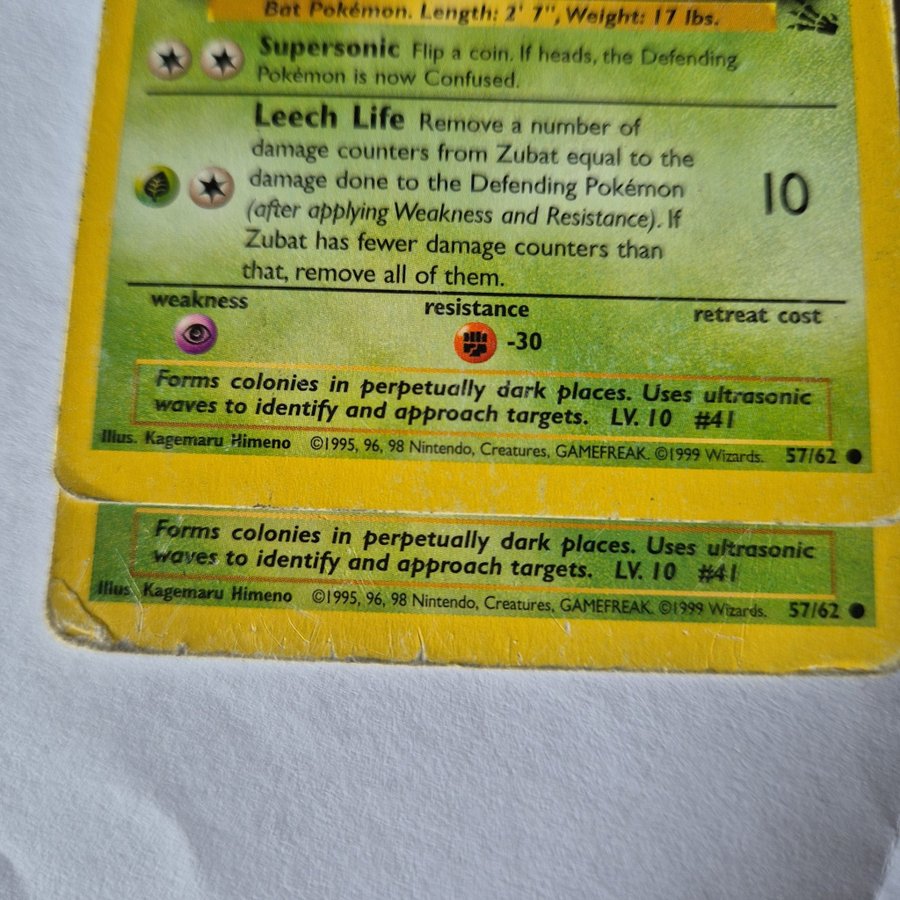 Bat Pokémon. Length: 2' 7", Weight: 17 lbs.
Supersonic Flip a coin. If heads, the Defending
Pokémon is now Confused.
Leech Life Remove a number of
damage counters from Zubat equal to the
damage done to the Defending Pokémon
(after applying Weakness and Resistance). If
Zubat has fewer damage counters than
that, remove all of them.
10
weakness resistance retreat cost
-30
Forms colonies in perpetually dark places. Uses ultrasonic
waves to identify and approach targets. LV. 10 #41
Illus. Kagemaru Himeno ©1995, 96, 98 Nintendo, Creatures, GAMEFREAK. ©1999 Wizards. 57/62
Forms colonies in perpetually dark places. Uses ultrasonic
waves to identify and approach targets. LV. 10 #41
Illus. Kagemaru Himeno ©1995, 96, 98 Nintendo, Creatures, GAMEFREAK. ©1999 Wizards. 57/62